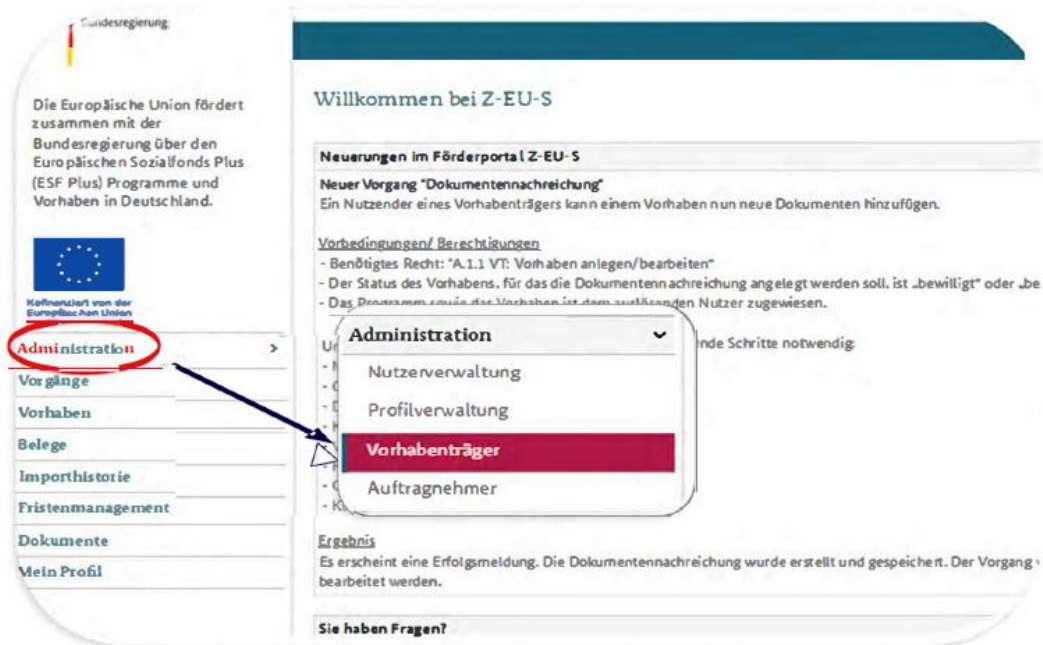 Bundesregierung
Die Europäische Union fördert
zusammen mit der
Bundesregierung über den
Europäischen Sozialfonds Plus
(ESF Plus) Programme und
Vorhaben in Deutschland.
Kofinanziert von der
Europäischen Union
Administration
Vorgänge
Vorhaben
Belege
Importhistorie
Fristenmanagement
Dokumente
Mein Profil
Willkommen bei Z-EU-S
Neuerungen im Förderportal Z-EU-S
Neuer Vorgang "Dokumentennachreichung"
Ein Nutzender eines Vorhabenträgers kann einem Vorhaben nun neue Dokumenten hinzufügen.
Vorbedingungen/ Berechtigungen
- Benötigtes Recht: "A.1.1 VT: Vorhaben anlegen/bearbeiten"
- Der Status des Vorhabens, für das die Dokumentennachreichung angelegt werden soll, ist „bewilligt" oder „be
- Das Programm sowie das Vorhaben ist dem auslösenden Nutzer zugewiesen.
nde Schritte notwendig:
Administration
Nutzerverwaltung
Profilverwaltung
Vorhabenträger
Auftragnehmer
Ergebnis
Es erscheint eine Erfolgsmeldung. Die Dokumentennachreichung wurde erstellt und gespeichert. Der Vorgang
bearbeitet werden.
Sie haben Fragen?